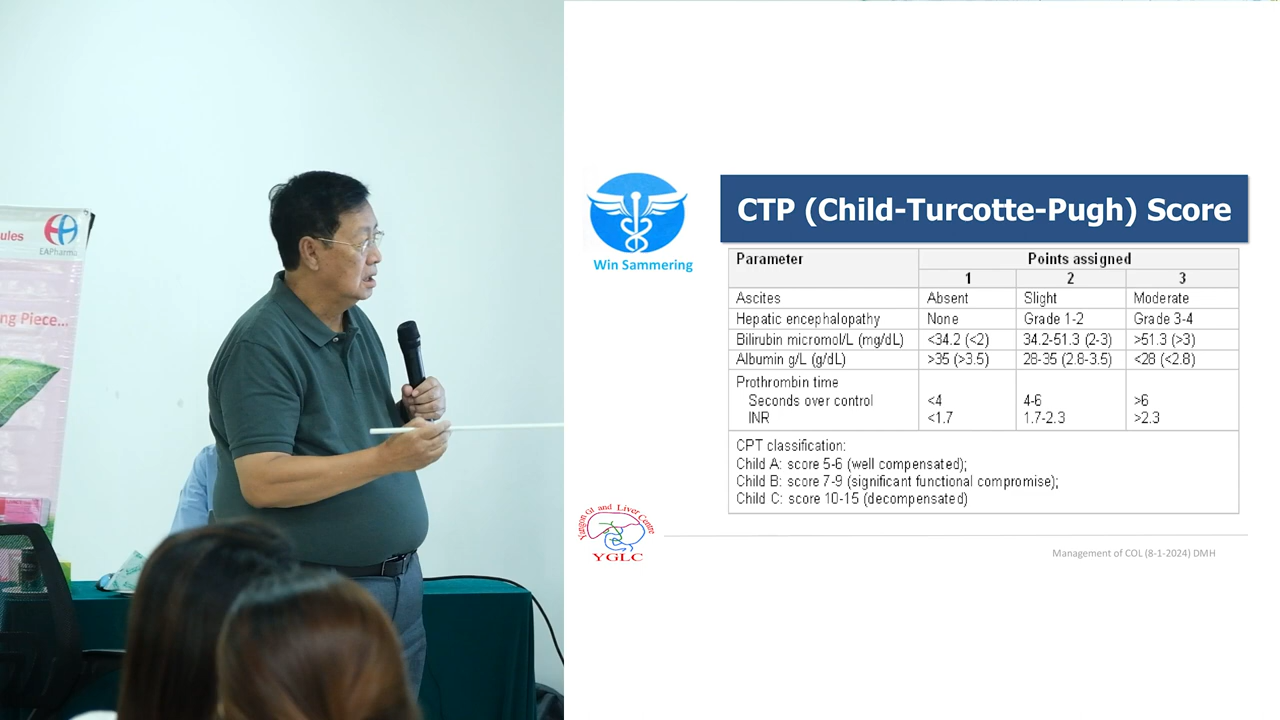 ules
EAPharma
ng Piece...
Win Sammering
CTP (Child-Turcotte-Pugh) Score
Parameter Points assigned
1 2 3
Ascites Absent Slight Moderate
Hepatic encephalopathy None Grade 1-2 Grade 3-4
Bilirubin micromol/L (mg/dL) <34.2 (<2) 34.2-51.3 (2-3) >51.3 (>3)
Albumin g/L (g/dL) >35 (>3.5) 28-35 (2.8-3.5) <28 (<2.8)
Prothrombin time
Seconds over control <4 4-6 >6
INR <1.7 1.7-2.3 >2.3
CPT classification:
Child A: score 5-6 (well compensated);
Child B: score 7-9 (significant functional compromise);
Child C: score 10-15 (decompensated)
Yangon GI and Liver Centre
YGLC
Management of COL (8-1-2024) DMH